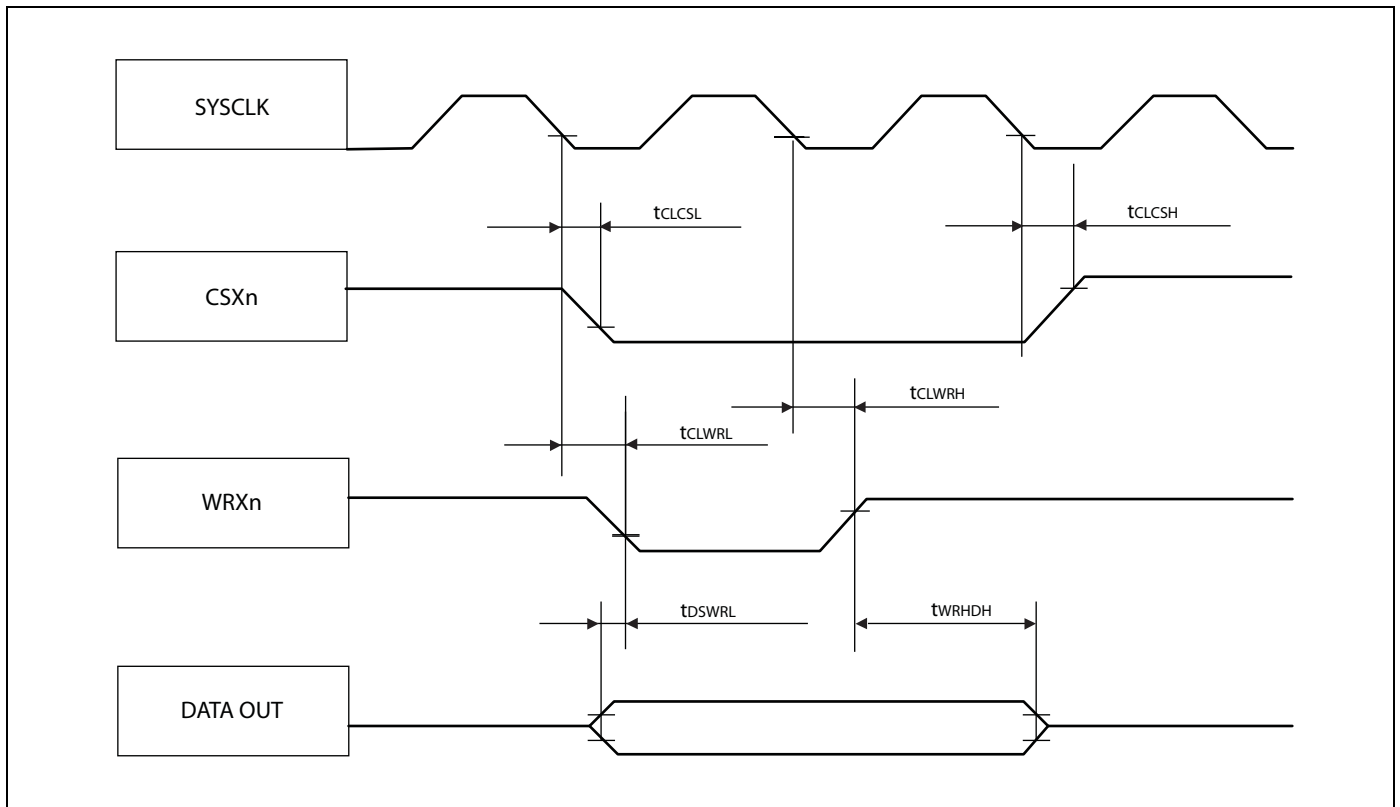 SYSCLK
tCLCSL
tCLCSH
CSXn
tCLWRH
tCLWRL
WRXn
tDSWRL
tWRHDH
DATA OUT